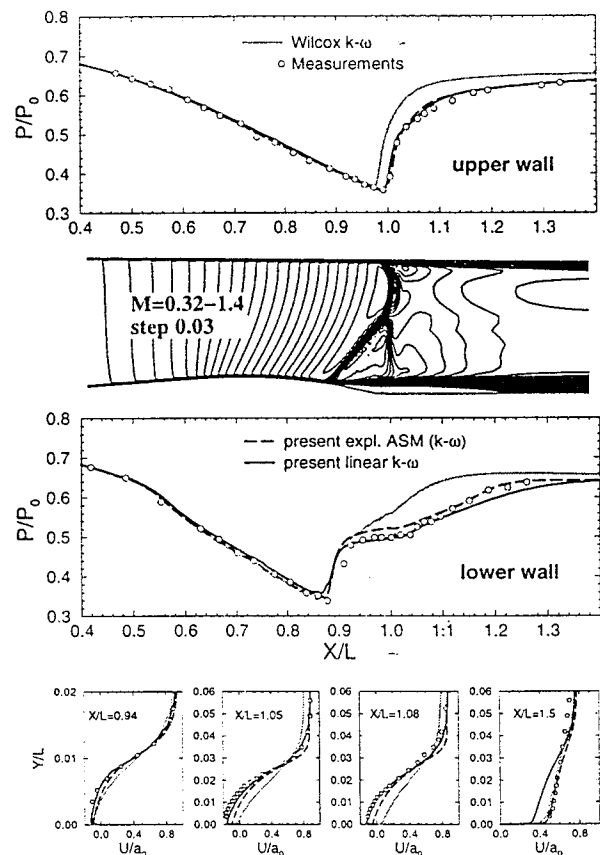 Wilcox k-ω
Measurements
P/P₀
0.8
0.7
0.6
0.5
0.4
0.3
upper wall
0.4 0.5 0.6 0.7 0.8 0.9 1.0 1.1 1.2 1.3
M=0.32–1.4
step 0.03
present expl. ASM (k-ω)
present linear k-ω
P/P₀
0.8
0.7
0.6
0.5
0.4
0.3
lower wall
0.4 0.5 0.6 0.7 0.8 0.9 1.0 1.1 1.2 1.3
X/L
Y/L
0.02
0.01
0.00
X/L=0.94
0.0 0.4 0.8
U/a₀
0.06
0.05
0.04
0.03
0.02
0.01
0.00
X/L=1.05
0.0 0.4 0.8
U/a₀
0.06
0.05
0.04
0.03
0.02
0.01
0.00
X/L=1.08
0.0 0.4 0.8
U/a₀
0.06
0.05
0.04
0.03
0.02
0.01
0.00
X/L=1.5
0.0 0.4 0.8
U/a₀